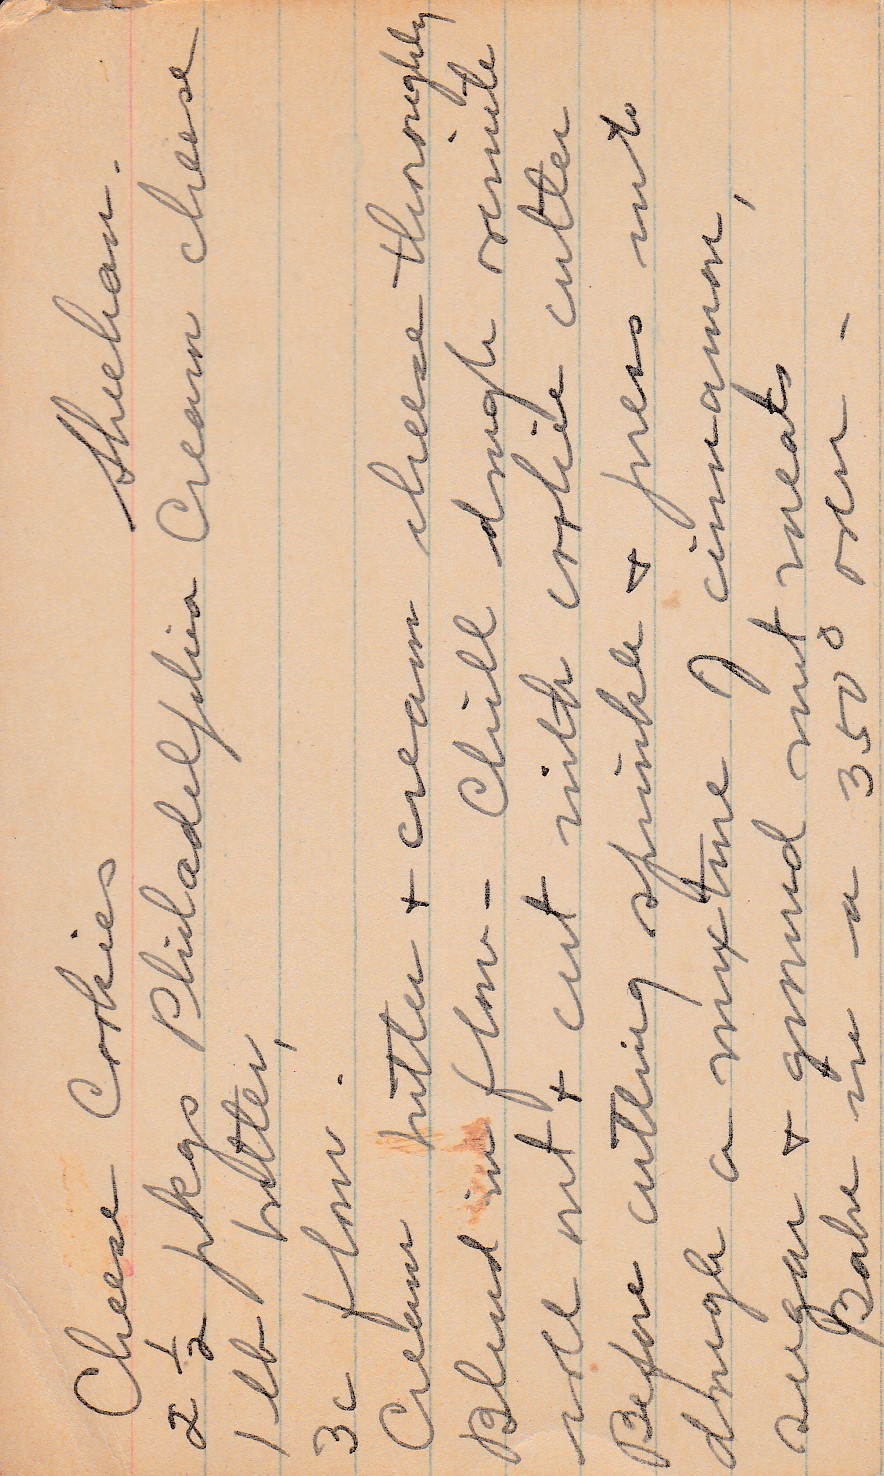 Cheese Cookies Sheehan.
2 1/2 pkgs Philadelphia Cream cheese
1 lb butter,
3c flour.
Cream butter + cream cheese thoroughly
Blend in flour - Chill dough overnite
roll out + cut with cookie cutter
Before cutting sprinkle + press into
dough a mixture of cinnamon,
sugar + ground nut meats
Bake in a 350° oven -